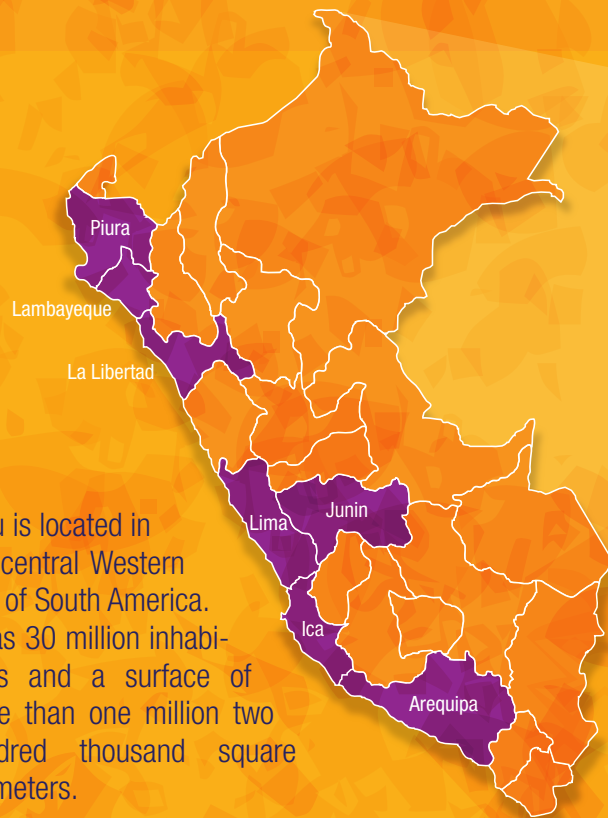 Piura
Lambayeque
La Libertad
Lima
Junin
Ica
Arequipa
u is located in
central Western
of South America.
as 30 million inhabi-
s and a surface of
e than one million two
dred thousand square
meters.